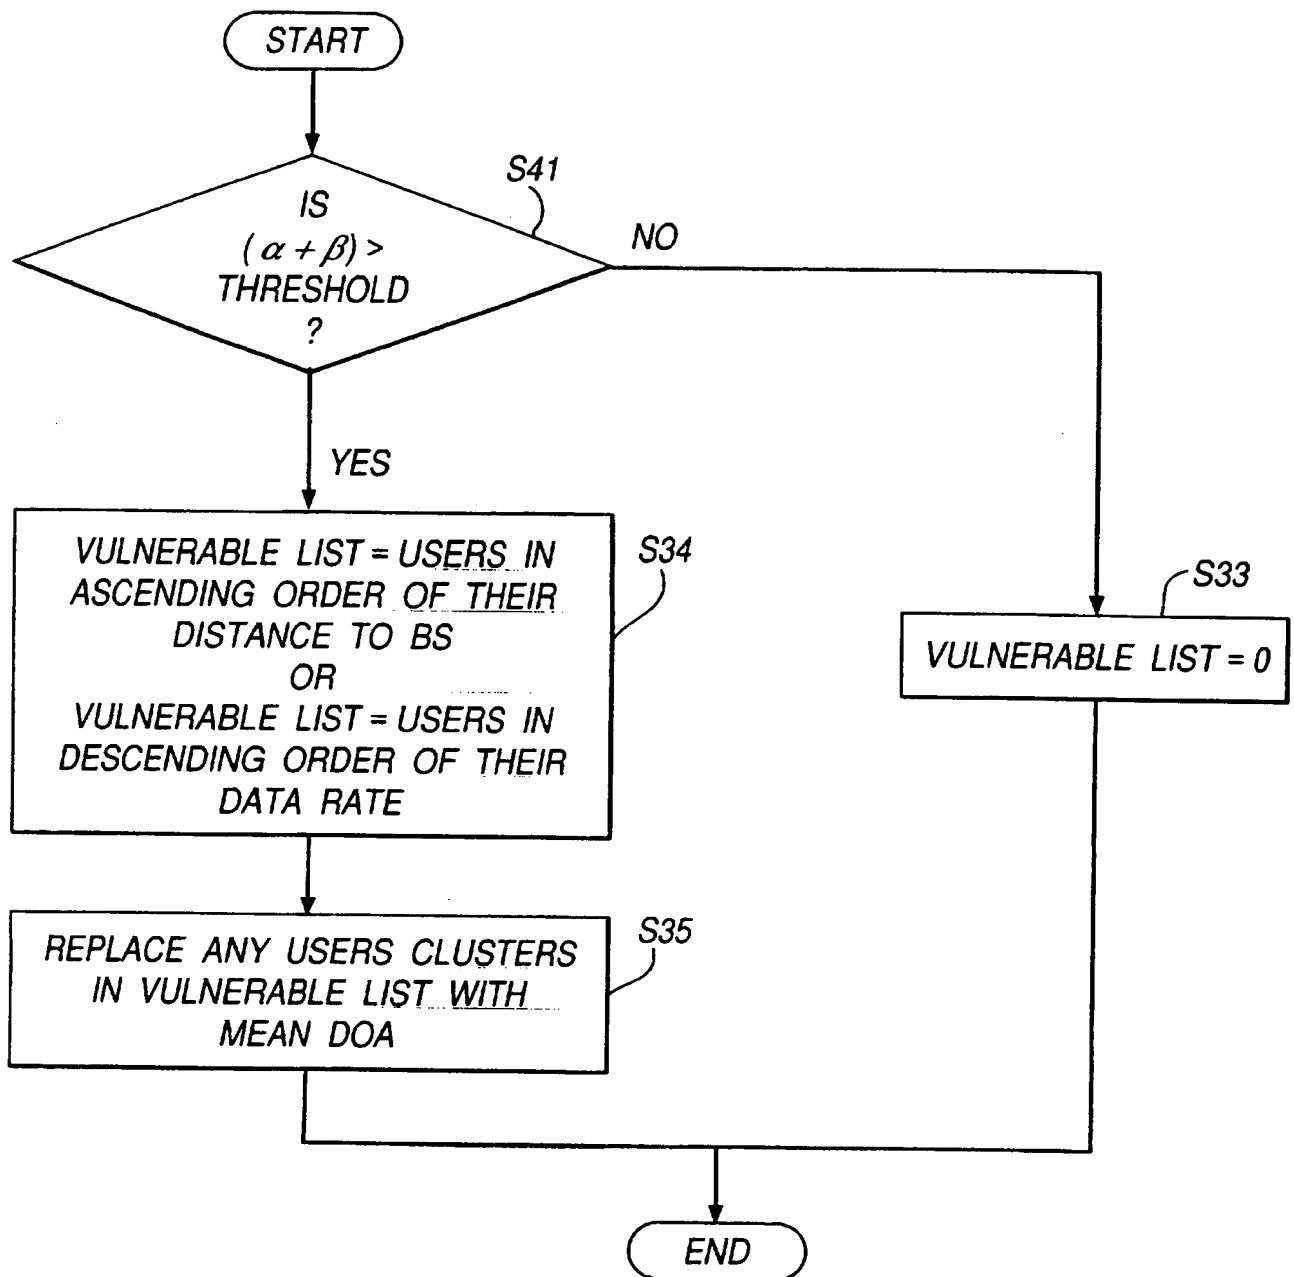 START
S41
IS
(α + β) >
THRESHOLD
?
NO
YES
VULNERABLE LIST = USERS IN
ASCENDING ORDER OF THEIR
DISTANCE TO BS
OR
VULNERABLE LIST = USERS IN
DESCENDING ORDER OF THEIR
DATA RATE
S34
S33
VULNERABLE LIST = 0
REPLACE ANY USERS CLUSTERS
IN VULNERABLE LIST WITH
MEAN DOA
S35
END